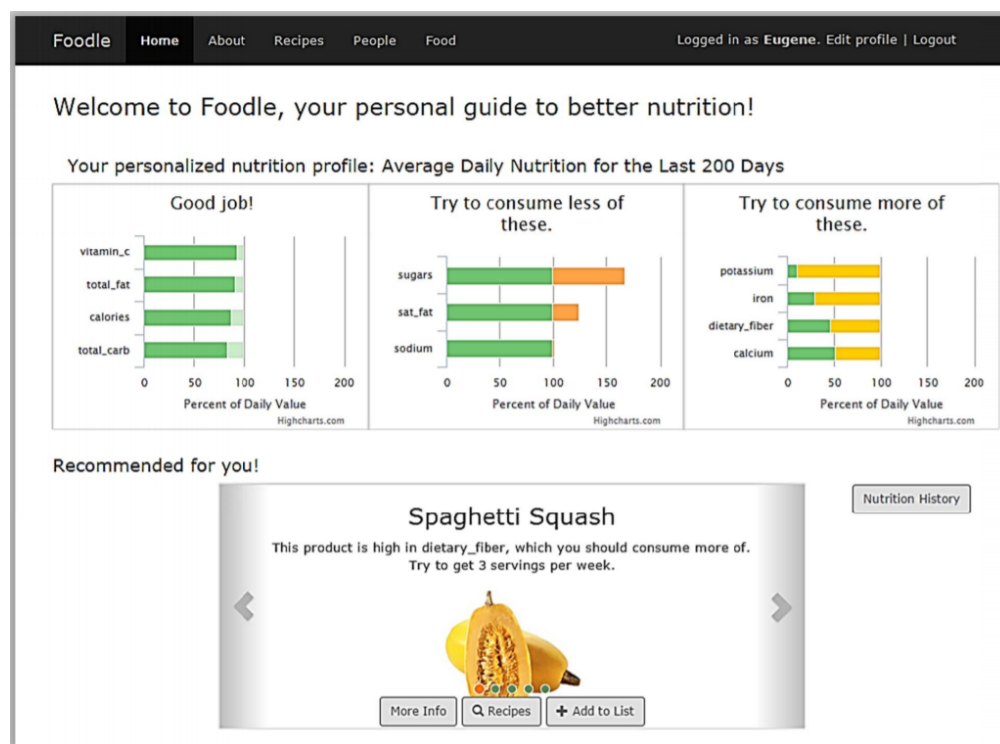 Foodle Home About Recipes People Food Logged in as Eugene. Edit profile | Logout
Welcome to Foodle, your personal guide to better nutrition!
Your personalized nutrition profile: Average Daily Nutrition for the Last 200 Days
Good job!
vitamin_c
total_fat
calories
total_carb
0 50 100 150 200
Percent of Daily Value
Highcharts.com
Try to consume less of
these.
sugars
sat_fat
sodium
0 50 100 150 200
Percent of Daily Value
Highcharts.com
Try to consume more of
these.
potassium
iron
dietary_fiber
calcium
0 50 100 150 200
Percent of Daily Value
Highcharts.com
Recommended for you!
Nutrition History
Spaghetti Squash
This product is high in dietary_fiber, which you should consume more of.
Try to get 3 servings per week.
More Info Recipes Add to List